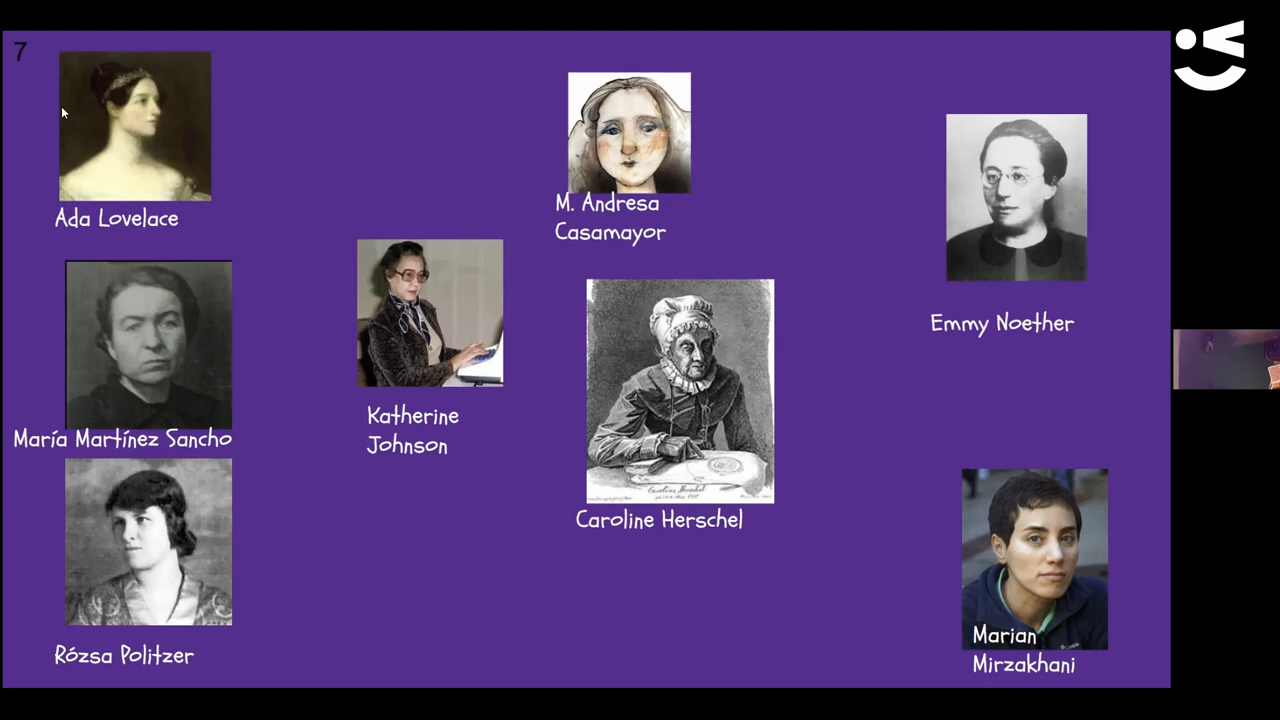 7
Ada Lovelace
M. Andresa
Casamayor
Emmy Noether
Katherine
Johnson
María Martínez Sancho
Caroline Herschel
Rózsa Politzer
Marian
Mirzakhani